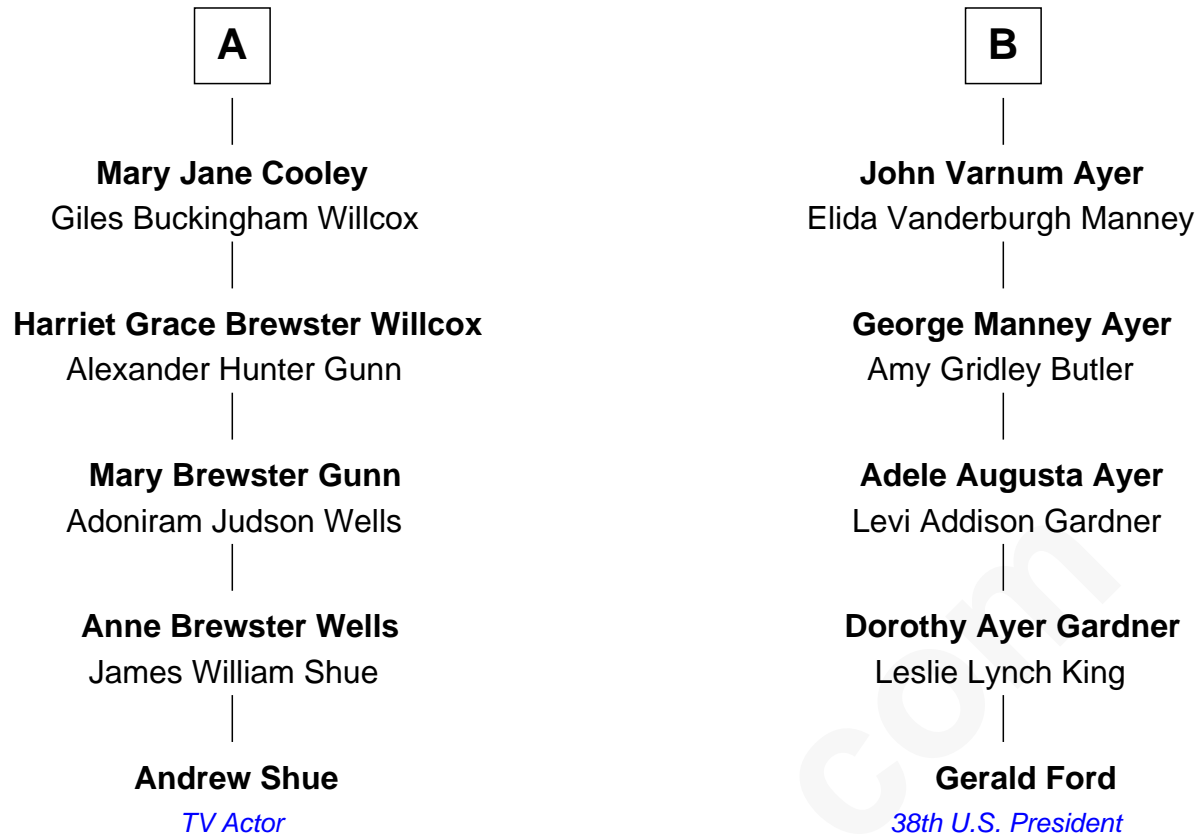 A
Mary Jane Cooley
Giles Buckingham Willcox
Harriet Grace Brewster Willcox
Alexander Hunter Gunn
Mary Brewster Gunn
Adoniram Judson Wells
Anne Brewster Wells
James William Shue
Andrew Shue
TV Actor
B
John Varnum Ayer
Elida Vanderburgh Manney
George Manney Ayer
Amy Gridley Butler
Adele Augusta Ayer
Levi Addison Gardner
Dorothy Ayer Gardner
Leslie Lynch King
Gerald Ford
38th U.S. President
com